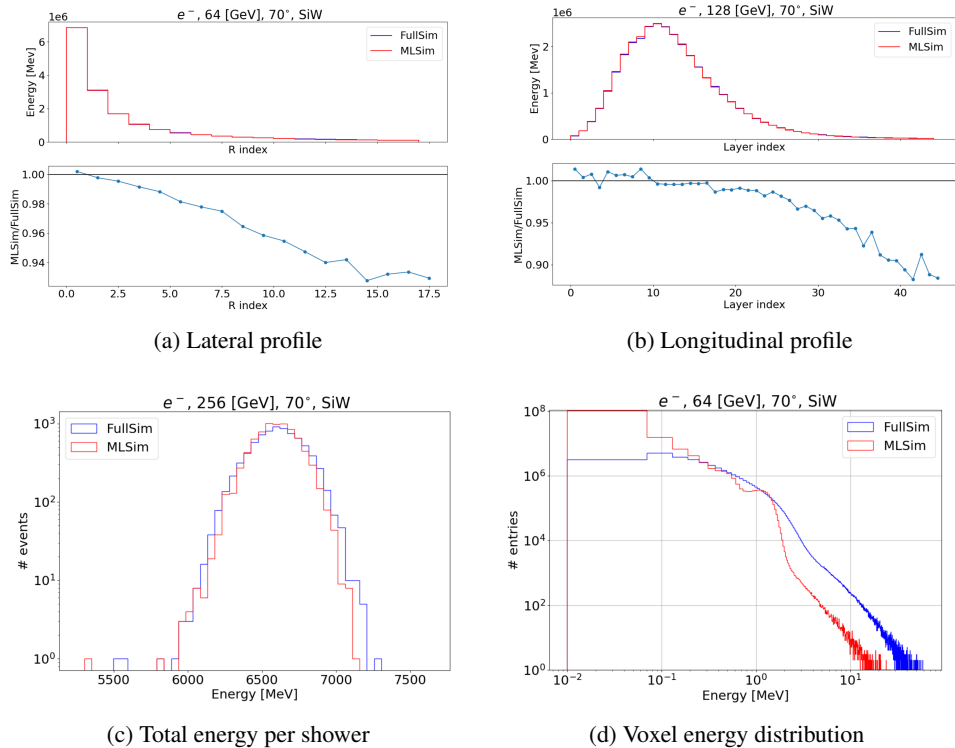 e⁻, 64 [GeV], 70°, SiW
1e6
Energy [Mev]
6
4
2
0
FullSim
MLSim
R index
MLSim/FullSim
1.00
0.98
0.96
0.94
0.0 2.5 5.0 7.5 10.0 12.5 15.0 17.5
R index
(a) Lateral profile
e⁻, 128 [GeV], 70°, SiW
1e6
Energy [Mev]
2
1
0
FullSim
MLSim
Layer index
MLSim/FullSim
1.00
0.95
0.90
0 10 20 30 40
Layer index
(b) Longitudinal profile
e⁻, 256 [GeV], 70°, SiW
FullSim
MLSim
# events
10³
10²
10¹
10⁰
5500 6000 6500 7000 7500
Energy [MeV]
(c) Total energy per shower
e⁻, 64 [GeV], 70°, SiW
FullSim
MLSim
# entries
10⁸
10⁶
10⁴
10²
10⁰
10⁻² 10⁻¹ 10⁰ 10¹
Energy [MeV]
(d) Voxel energy distribution